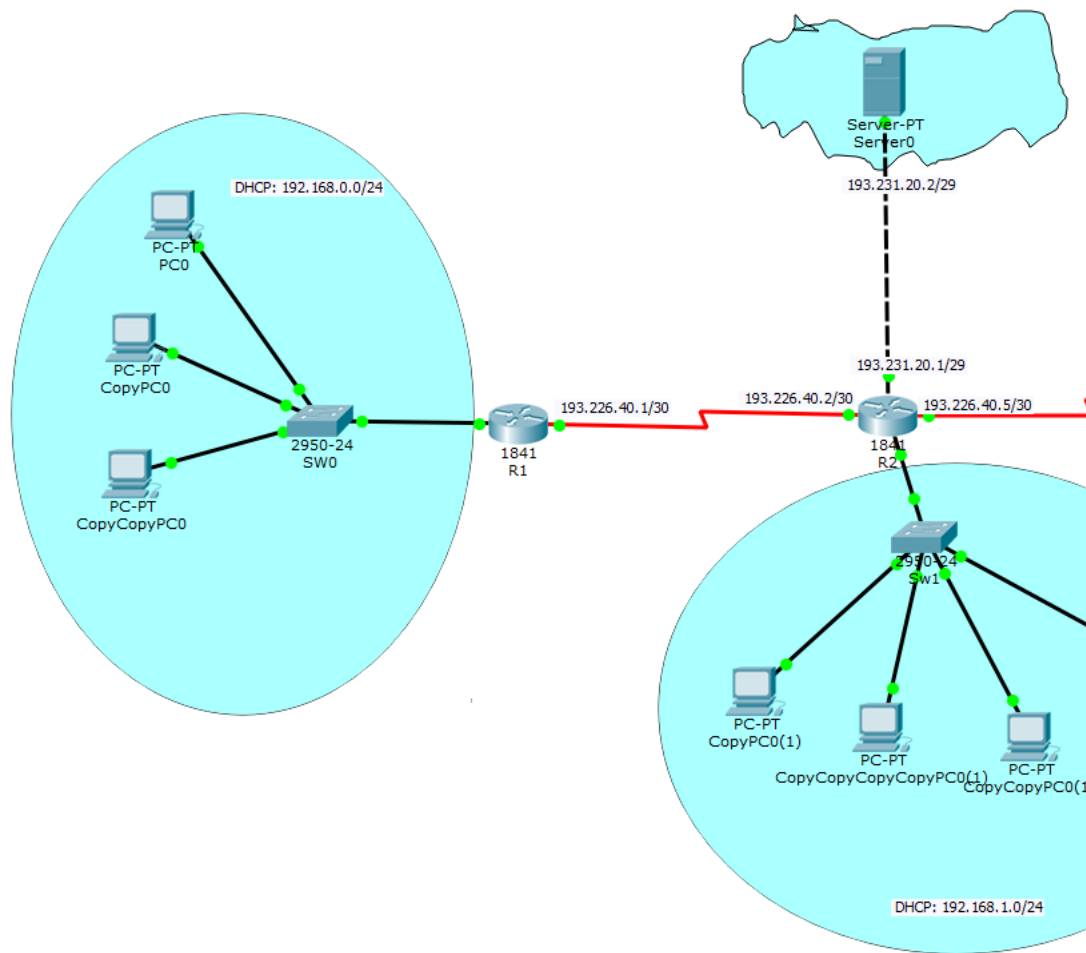 Server-PT
Server0
193.231.20.2/29
DHCP: 192.168.0.0/24
PC-PT
PC0
PC-PT
CopyPC0
PC-PT
CopyCopyPC0
2950-24
SW0
1841
R1
193.226.40.1/30
193.226.40.2/30
193.231.20.1/29
193.226.40.5/30
1841
R2
2950-24
Sw1
PC-PT
CopyPC0(1)
PC-PT
CopyCopyCopyCopyPC0(1)
PC-PT
CopyCopyPC0(1
DHCP: 192.168.1.0/24